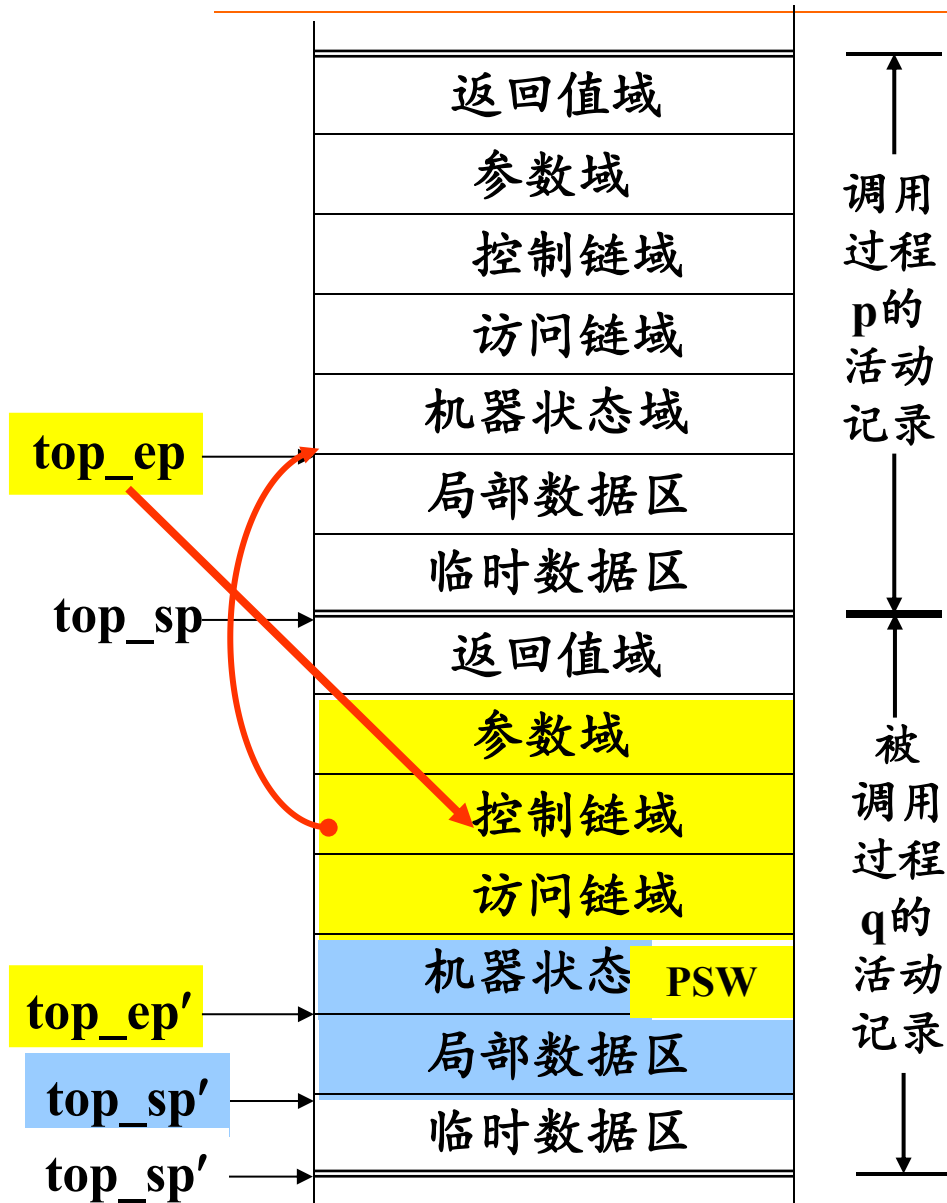 返回值域
参数域
控制链域
访问链域
机器状态域
top_ep
局部数据区
临时数据区
top_sp
调用
过程
p的
活动
记录
返回值域
参数域
控制链域
访问链域
机器状态
PSW
top_ep′
局部数据区
top_sp′
临时数据区
top_sp′
被
调用
过程
q的
活动
记录